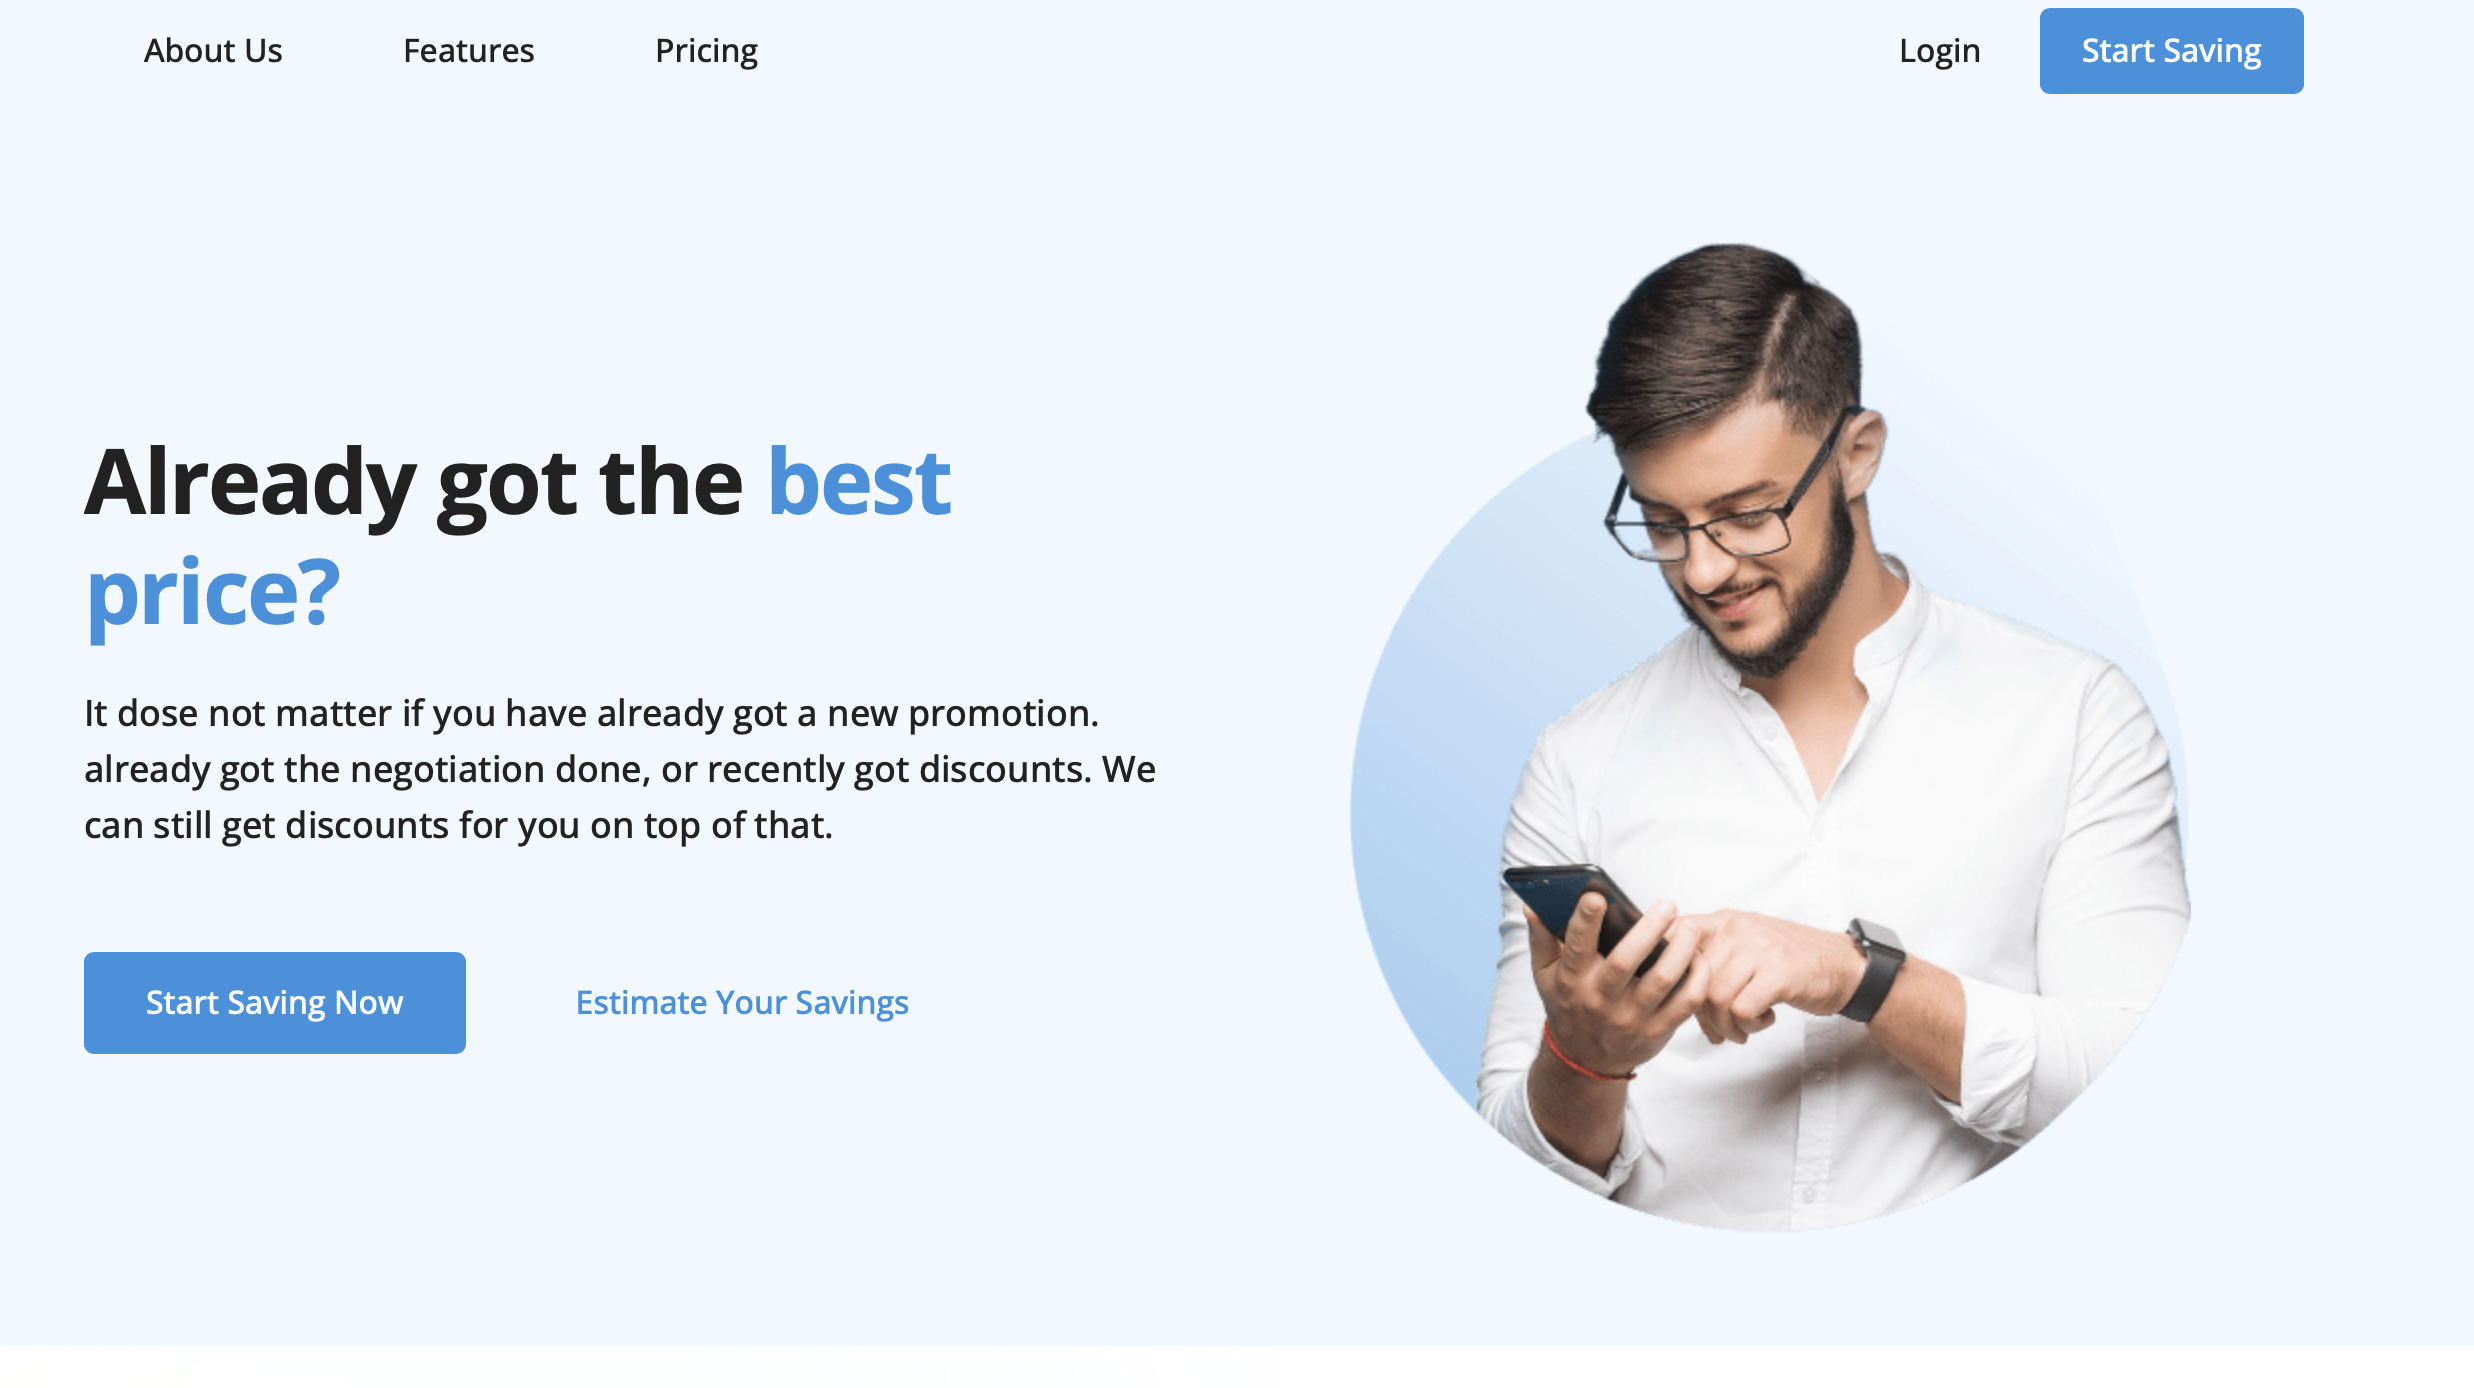 About Us Features Pricing Login Start Saving
Already got the best
price?
It dose not matter if you have already got a new promotion.
already got the negotiation done, or recently got discounts. We
can still get discounts for you on top of that.
Start Saving Now Estimate Your Savings